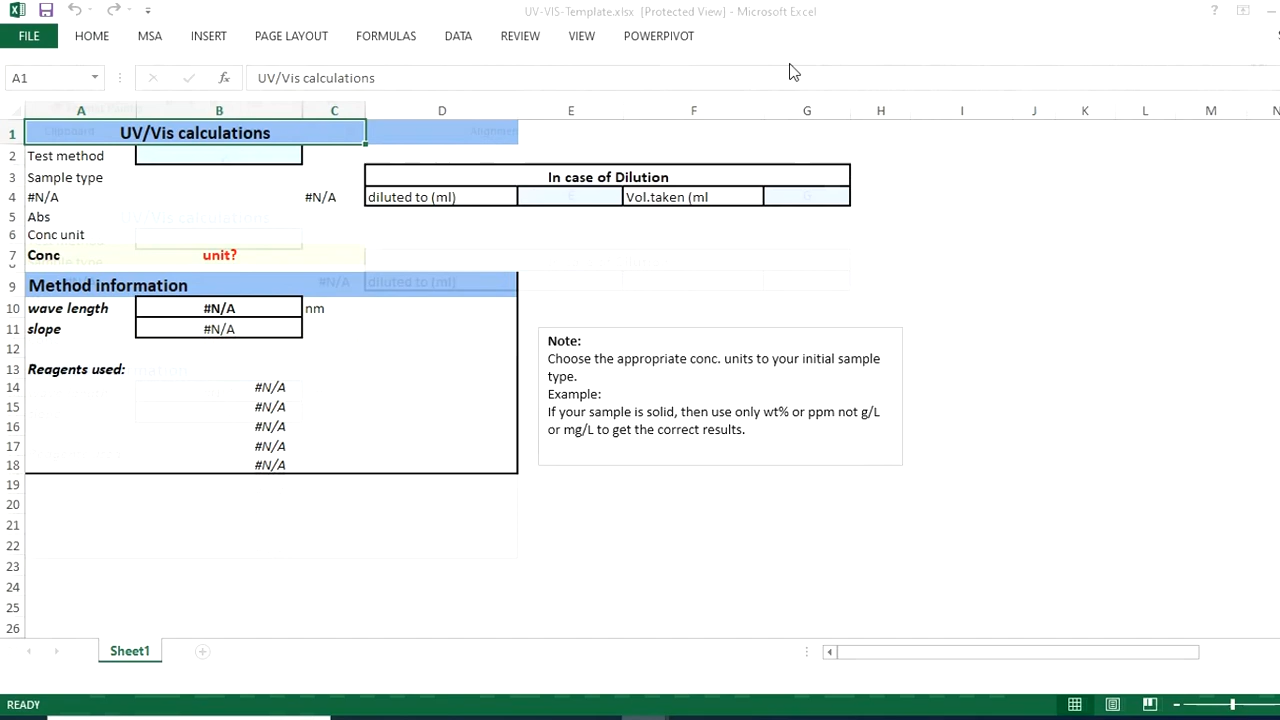 UV-VIS-Template.xlsx [Protected View] - Microsoft Excel
?
FILE HOME MSA INSERT PAGE LAYOUT FORMULAS DATA REVIEW VIEW POWERPIVOT
A1 fx UV/Vis calculations
A B C D E F G H I J K L M N
1 UV/Vis calculations
2 Test method
3 Sample type In case of Dilution
4 #N/A #N/A diluted to (ml) Vol.taken (ml
5 Abs
6 Conc unit
7 Conc unit?
9 Method information
10 wave length #N/A nm
11 slope #N/A
12
13 Reagents used:
14 #N/A
15 #N/A
16 #N/A
17 #N/A
18 #N/A
Note:
Choose the appropriate conc. units to your initial sample
type.
Example:
If your sample is solid, then use only wt% or ppm not g/L
or mg/L to get the correct results.
19
20
21
22
23
24
25
26
Sheet1
READY